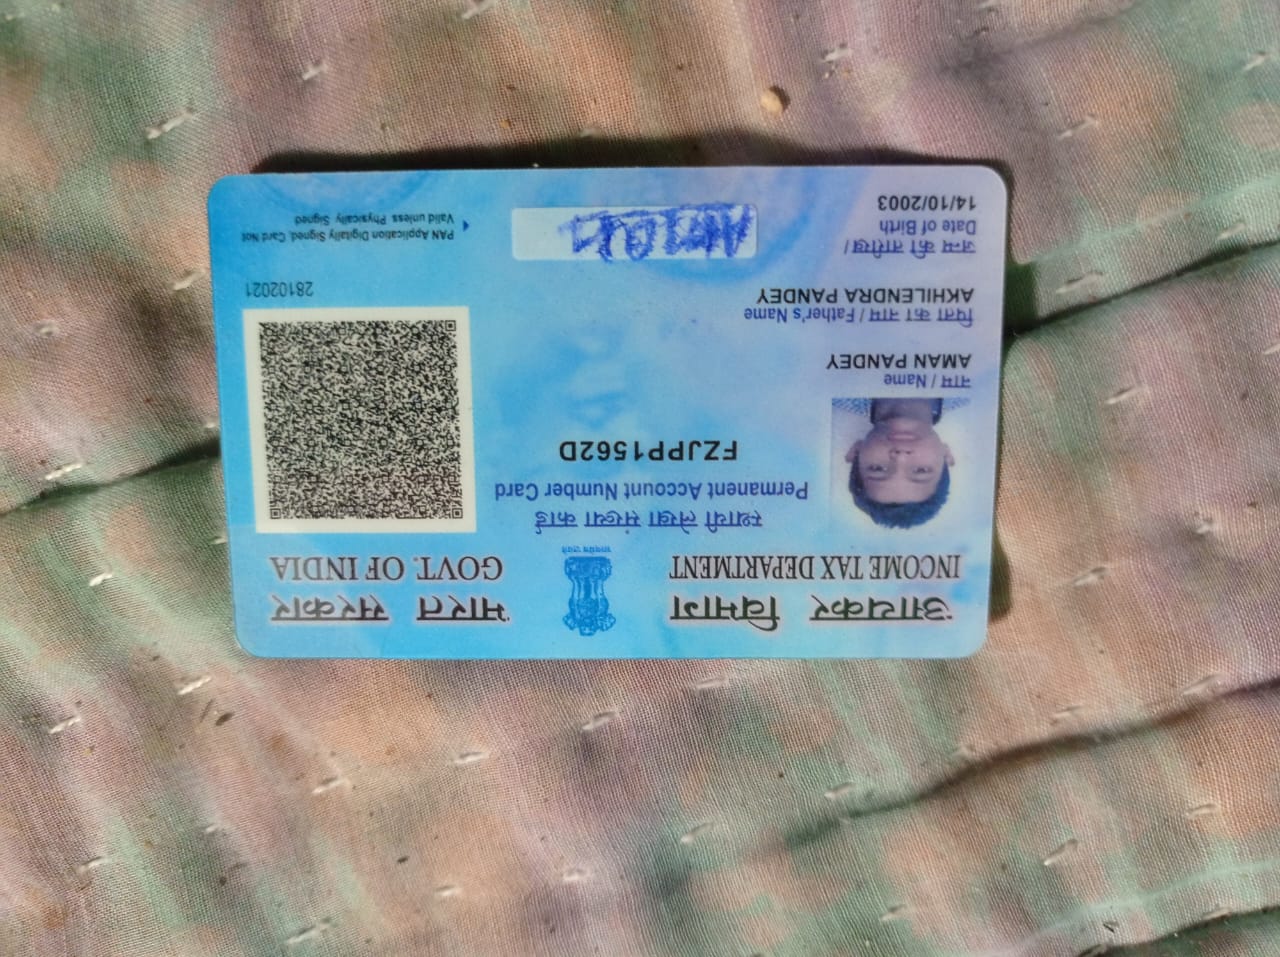 आयकर विभाग
INCOME TAX DEPARTMENT
सत्यमेव जयते
भारत सरकार
GOVT. OF INDIA
स्थायी लेखा संख्या कार्ड
Permanent Account Number Card
FZJPP1562D
नाम / Name
AMAN PANDEY
पिता का नाम / Father's Name
AKHILENDRA PANDEY
28102021
जन्म की तारीख /
Date of Birth
14/10/2003
PAN Application Digitally Signed, Card Not
Valid unless Physically Signed